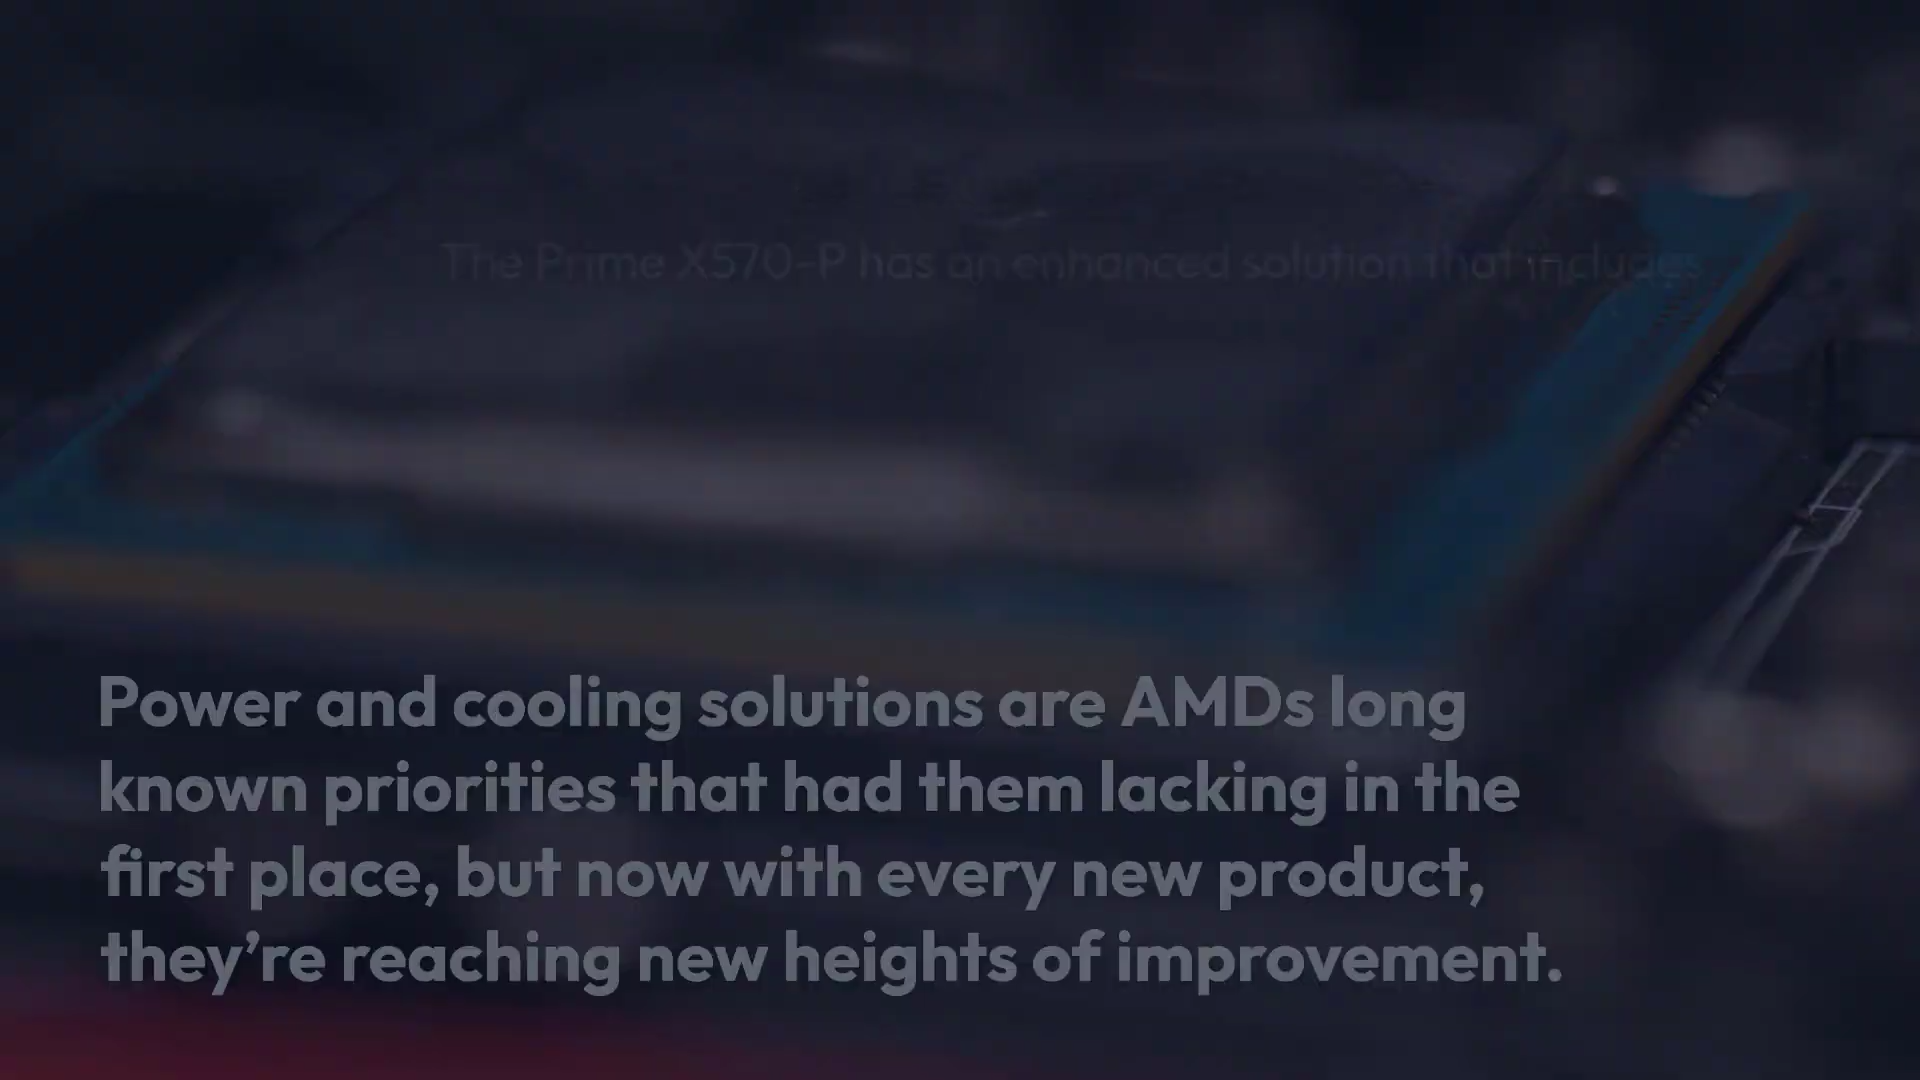 The Prime X570-P has an enhanced solution that includes
Power and cooling solutions are AMDs long
known priorities that had them lacking in the
first place, but now with every new product,
they’re reaching new heights of improvement.